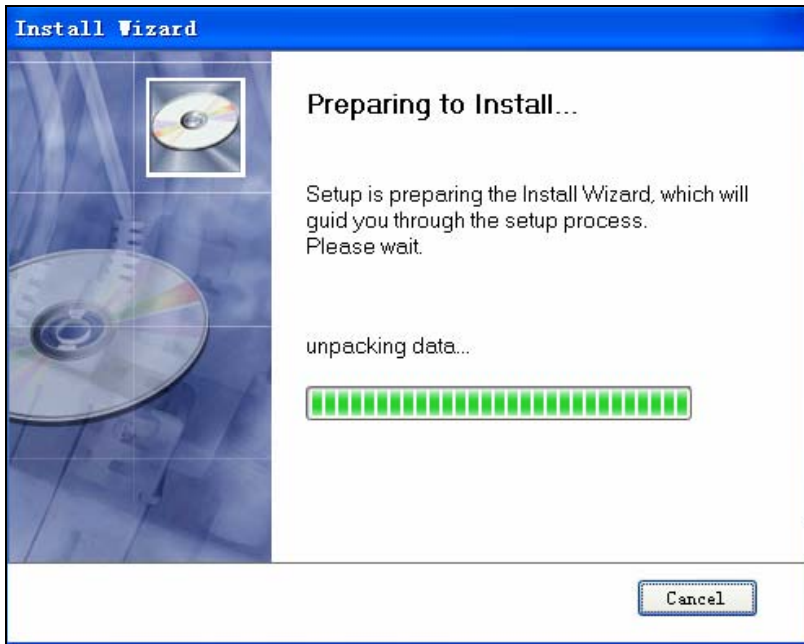 Install Wizard
Preparing to Install...
Setup is preparing the Install Wizard, which will
guid you through the setup process.
Please wait.
unpacking data...
Cancel